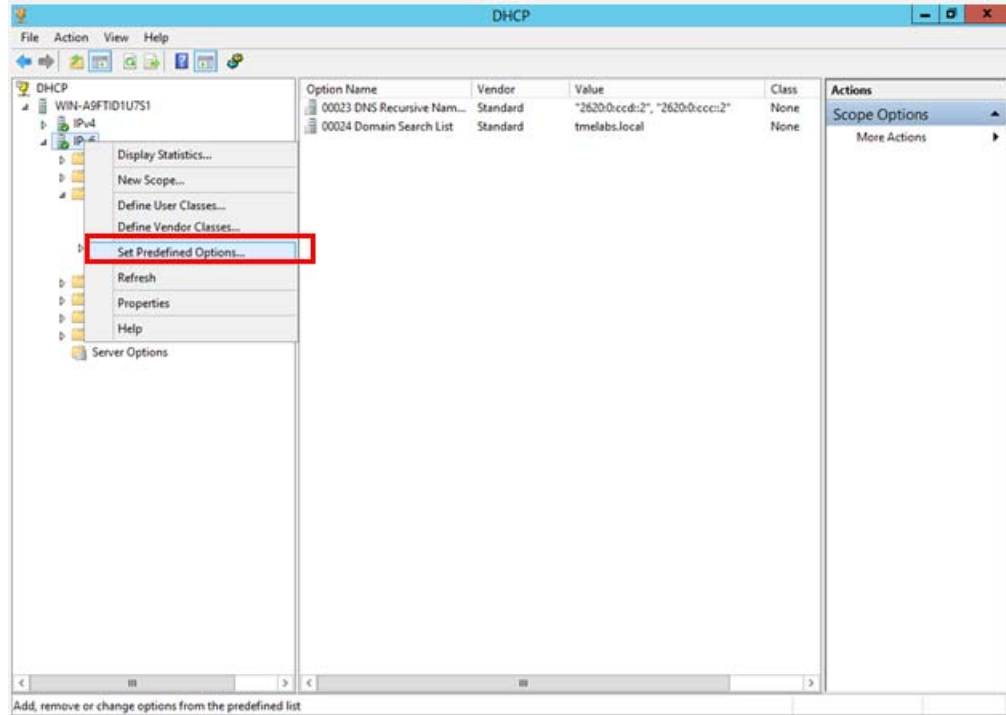 DHCP
File Action View Help
DHCP
WIN-A9FTID1U7S1
IPv4
IPv6
Display Statistics...
New Scope...
Define User Classes...
Define Vendor Classes...
Set Predefined Options...
Refresh
Properties
Help
Server Options
Option Name Vendor Value Class
00023 DNS Recursive Nam... Standard "2620:0:ccd::2", "2620:0:ccc::2" None
00024 Domain Search List Standard tmelabs.local None
Actions
Scope Options
More Actions
Add, remove or change options from the predefined list